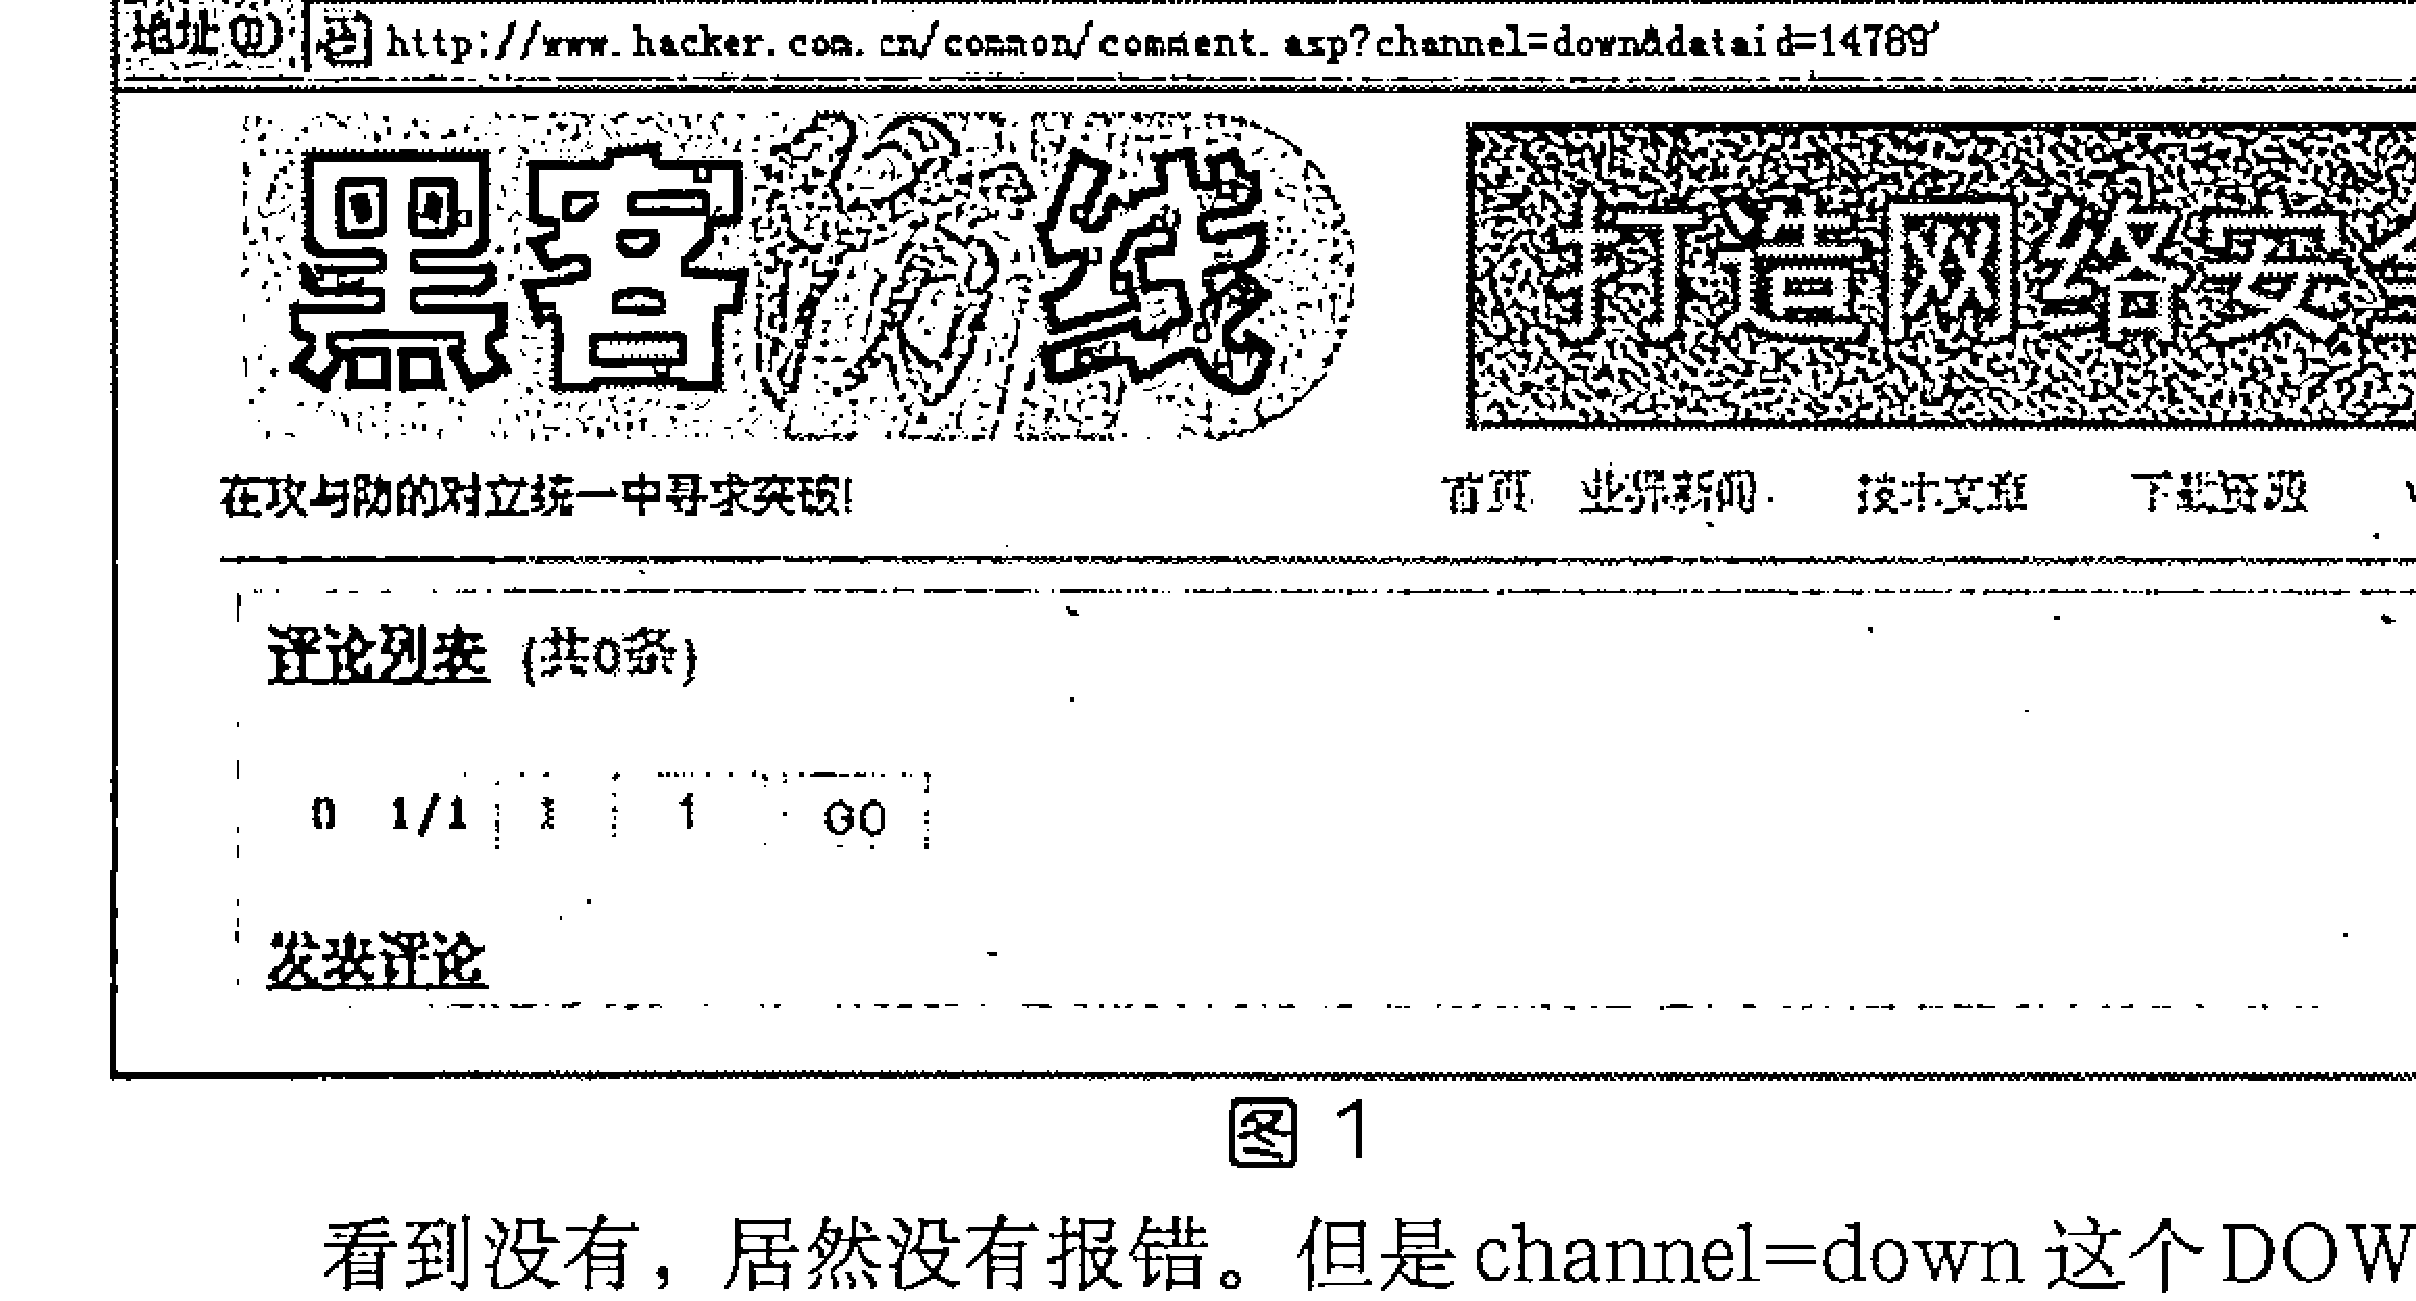 地址(D) http://www.hacker.com.cn/common/comment.asp?channel=down&dataid=14789'
黑客防线
打造网络安全
在攻与防的对立统一中寻求突破!
首页 业界新闻 技术文章 下载资源
评论列表 (共0条)
0 1/1 1 GO
发表评论
图 1
看到没有，居然没有报错。但是channel=down 这个DOW